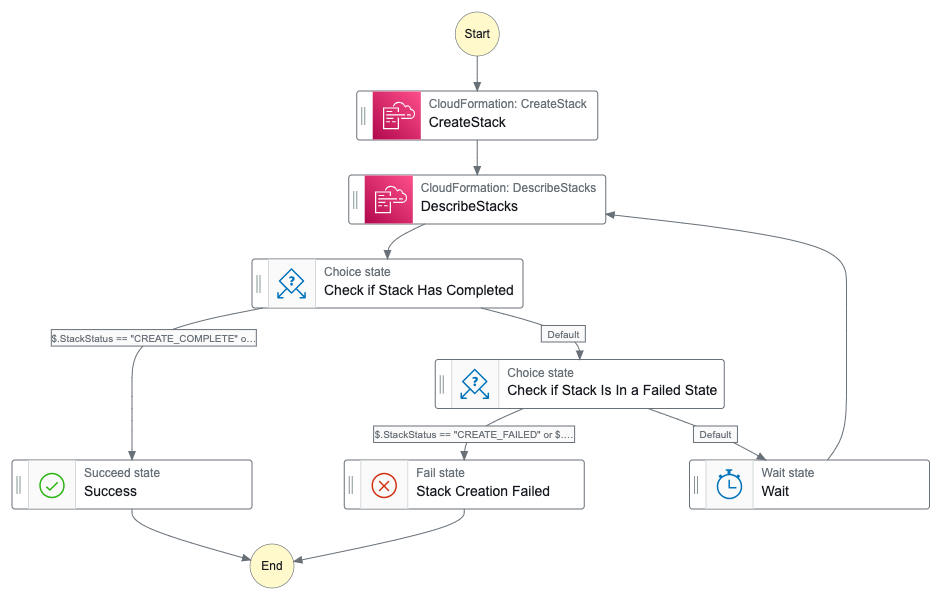 Start
CloudFormation: CreateStack
CreateStack
CloudFormation: DescribeStacks
DescribeStacks
Choice state
Check if Stack Has Completed
$.StackStatus == "CREATE_COMPLETE" o...
Default
Choice state
Check if Stack Is In a Failed State
$.StackStatus == "CREATE_FAILED" or $....
Default
Succeed state
Success
Fail state
Stack Creation Failed
Wait state
Wait
End